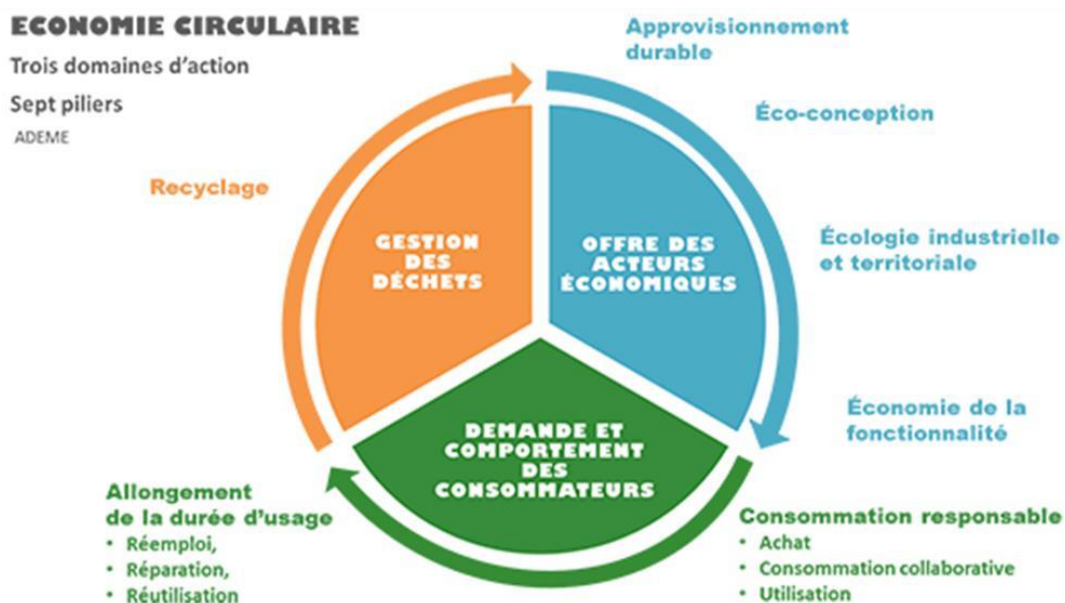 ECONOMIE CIRCULAIRE
Trois domaines d'action
Sept piliers
ADEME
Approvisionnement
durable
Éco-conception
Écologie industrielle
et territoriale
Économie de la
fonctionnalité
Recyclage
GESTION
DES
DÉCHETS
OFFRE DES
ACTEURS
ÉCONOMIQUES
DEMANDE ET
COMPORTEMENT
DES
CONSOMMATEURS
Consommation responsable
• Achat
• Consommation collaborative
• Utilisation
Allongement
de la durée d'usage
• Réemploi,
• Réparation,
• Réutilisation